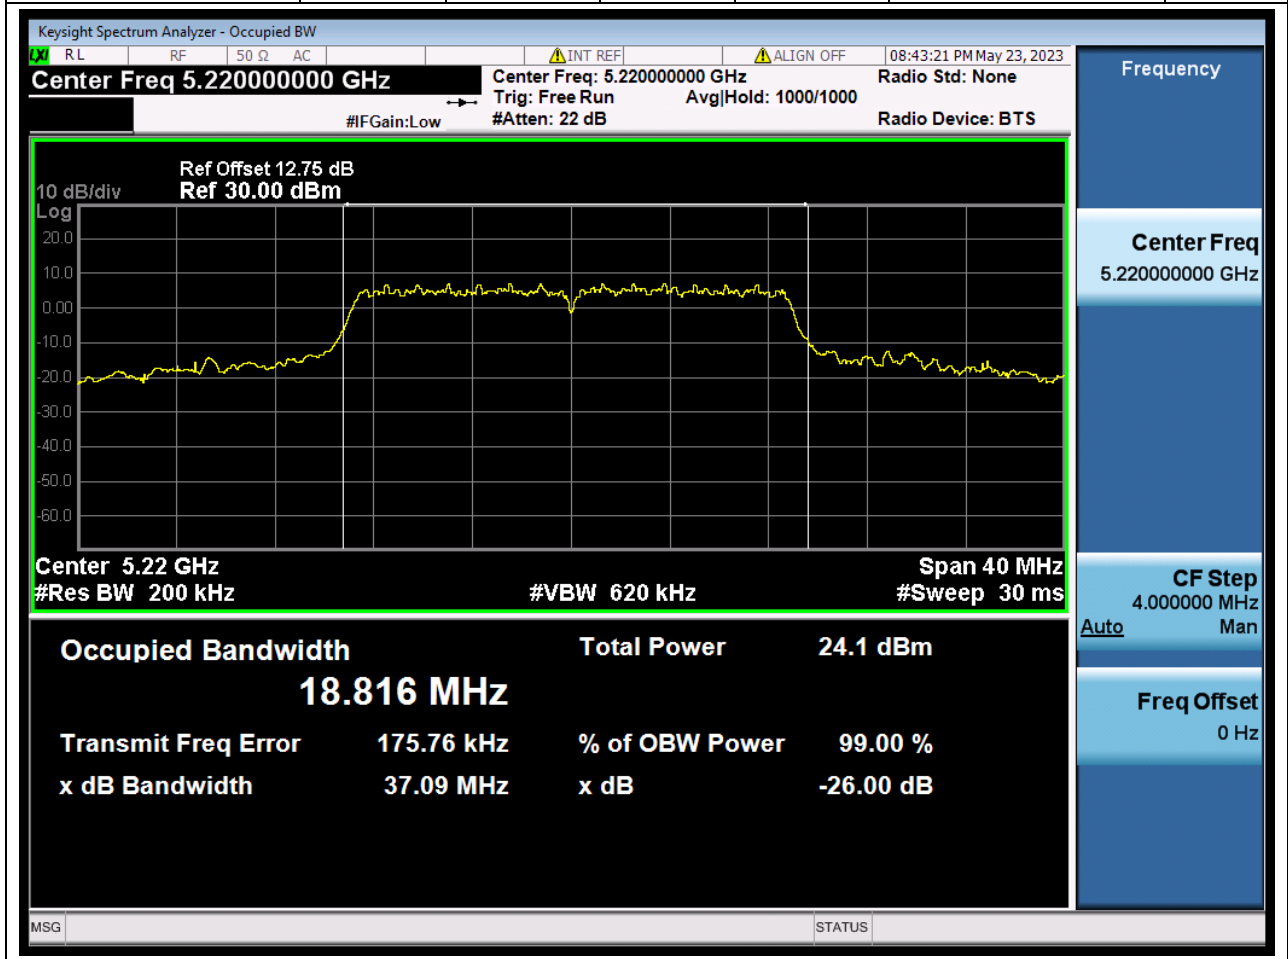 Keysight Spectrum Analyzer - Occupied BW
LXI RL RF 50 Ω AC INT REF ALIGN OFF 08:43:21 PM May 23, 2023
Center Freq 5.220000000 GHz
Center Freq: 5.220000000 GHz
Radio Std: None
Trig: Free Run Avg|Hold: 1000/1000
#IFGain:Low
#Atten: 22 dB
Radio Device: BTS
Ref Offset 12.75 dB
10 dB/div Ref 30.00 dBm
Log
20.0
10.0
0.00
-10.0
-20.0
-30.0
-40.0
-50.0
-60.0
Center 5.22 GHz Span 40 MHz
#Res BW 200 kHz #VBW 620 kHz #Sweep 30 ms
Occupied Bandwidth Total Power 24.1 dBm
18.816 MHz
Transmit Freq Error 175.76 kHz % of OBW Power 99.00 %
x dB Bandwidth 37.09 MHz x dB -26.00 dB
MSG STATUS
Frequency
Center Freq
5.220000000 GHz
CF Step
4.000000 MHz
Auto Man
Freq Offset
0 Hz